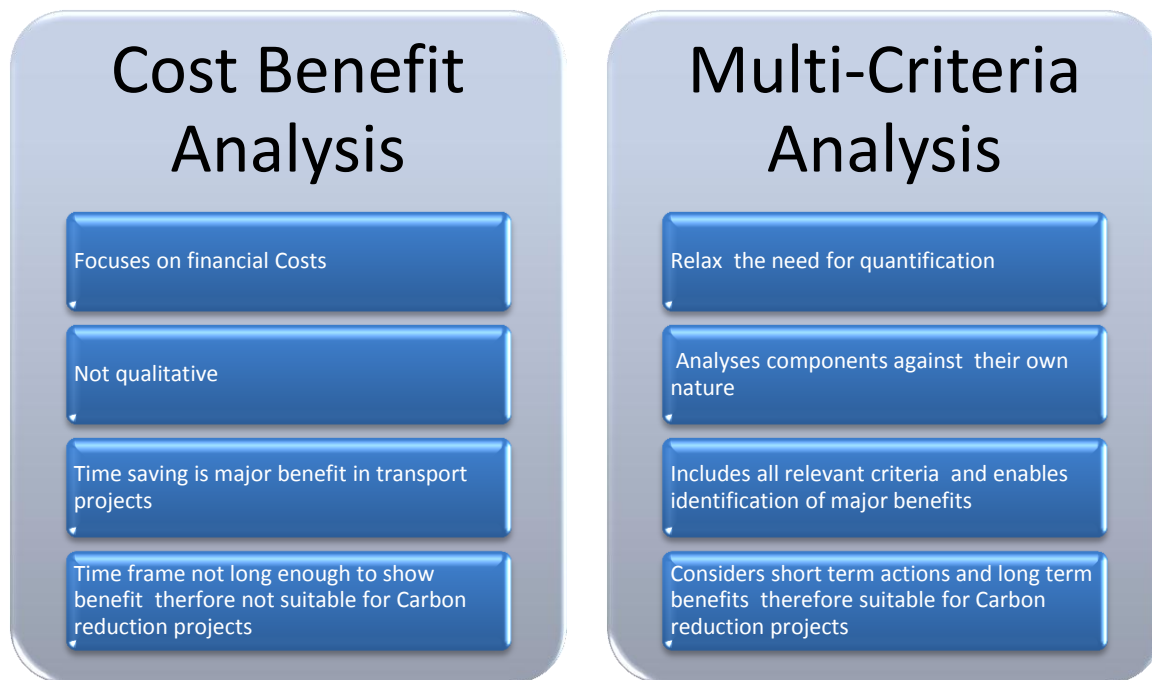 Cost Benefit
Analysis
Focuses on financial Costs
Not qualitative
Time saving is major benefit in transport
projects
Time frame not long enough to show
benefit  therfore not suitable for Carbon
reduction projects
Multi-Criteria
Analysis
Relax  the need for quantification
Analyses components against  their own
nature
Includes all relevant criteria  and enables
identification of major benefits
Considers short term actions and long term
benefits  therefore suitable for Carbon
reduction projects